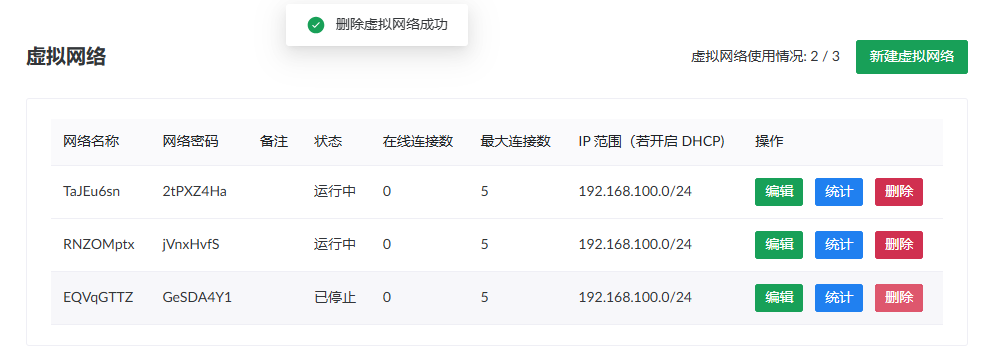 删除虚拟网络成功
虚拟网络 虚拟网络使用情况: 2 / 3 新建虚拟网络
网络名称 网络密码 备注 状态 在线连接数 最大连接数 IP 范围（若开启 DHCP） 操作
TaJEu6sn 2tPXZ4Ha 运行中 0 5 192.168.100.0/24 编辑 统计 删除
RNZOMptx jVnxHvfS 运行中 0 5 192.168.100.0/24 编辑 统计 删除
EQVqGTTZ GeSDA4Y1 已停止 0 5 192.168.100.0/24 编辑 统计 删除